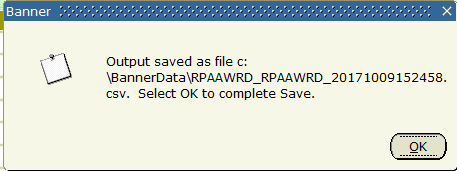 Banner
Output saved as file c:
\BannerData\RPAAWRD_RPAAWRD_20171009152458.
csv. Select OK to complete Save.
OK